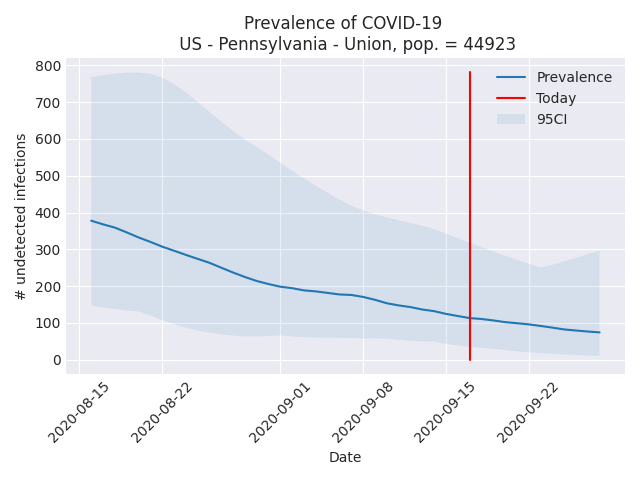 Prevalence of COVID-19
US - Pennsylvania - Union, pop. = 44923
# undetected infections
800
700
600
500
400
300
200
100
0
Prevalence
Today
95CI
2020-08-15
2020-08-22
2020-09-01
2020-09-08
2020-09-15
2020-09-22
Date